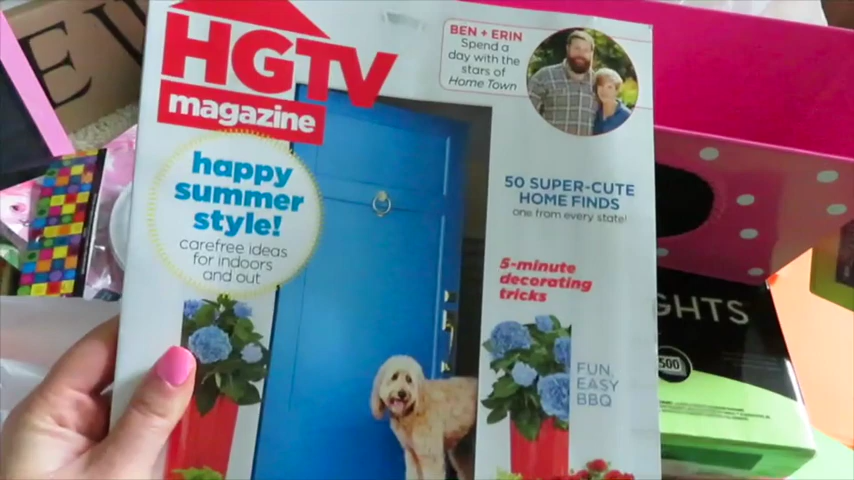 HGTV
magazine
BEN + ERIN
Spend a
day with the
stars of
Home Town
happy
summer
style!
carefree ideas
for indoors
and out
50 SUPER-CUTE
HOME FINDS
one from every state!
5-minute
decorating
tricks
FUN,
EASY
BBQ
GHTS
500